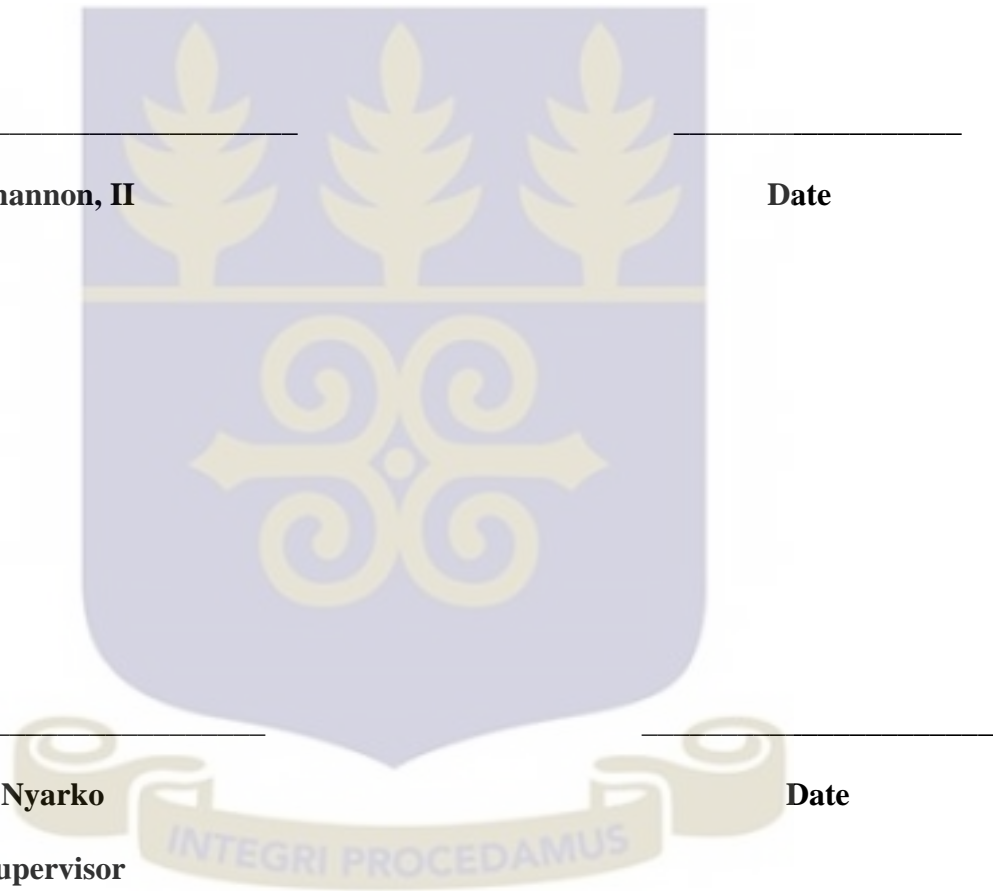 hannon, II Date
Nyarko Date
INTEGRI PROCEDAMUS
upervisor